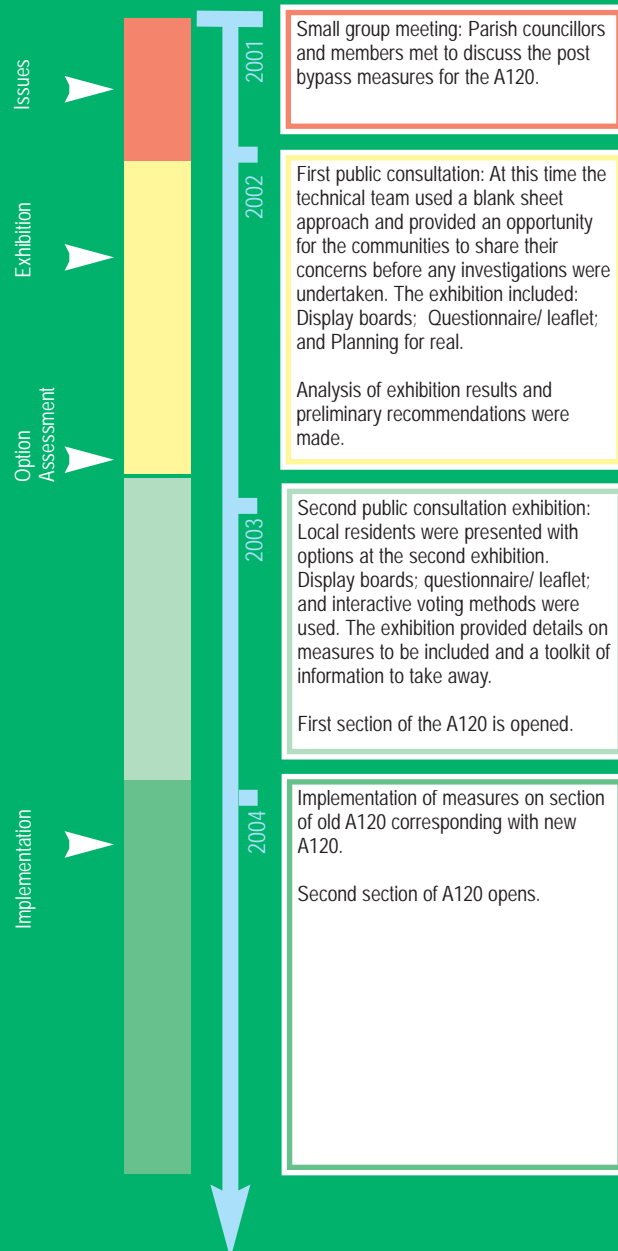 Issues
2001
Small group meeting: Parish councillors
and members met to discuss the post
bypass measures for the A120.
Exhibition
2002
First public consultation: At this time the
technical team used a blank sheet
approach and provided an opportunity
for the communities to share their
concerns before any investigations were
undertaken. The exhibition included:
Display boards;  Questionnaire/ leaflet;
and Planning for real.
Analysis of exhibition results and
preliminary recommendations were
made.
Option
Assessment
2003
Second public consultation exhibition:
Local residents were presented with
options at the second exhibition.
Display boards; questionnaire/ leaflet;
and interactive voting methods were
used. The exhibition provided details on
measures to be included and a toolkit of
information to take away.
First section of the A120 is opened.
Implementation
2004
Implementation of measures on section
of old A120 corresponding with new
A120.
Second section of A120 opens.